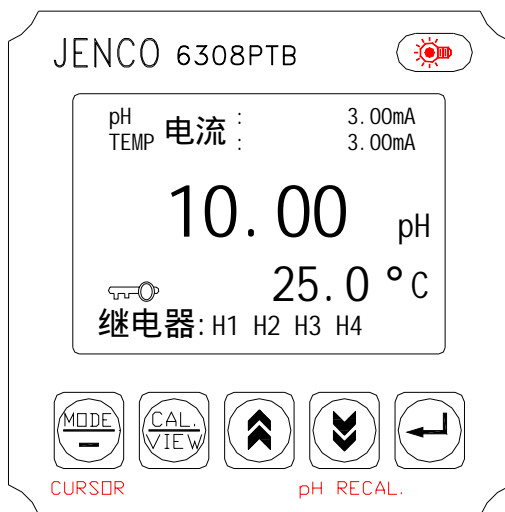 JENCO 6308PTB
pH 电流 : 3.00mA
TEMP : 3.00mA
10.00 pH
25.0 °C
继电器: H1 H2 H3 H4
MODE CAL. VIEW
CURSOR pH RECAL.